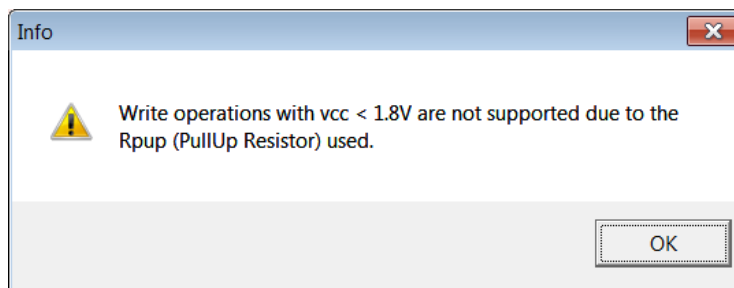 Info
Write operations with vcc < 1.8V are not supported due to the
Rpup (PullUp Resistor) used.
OK